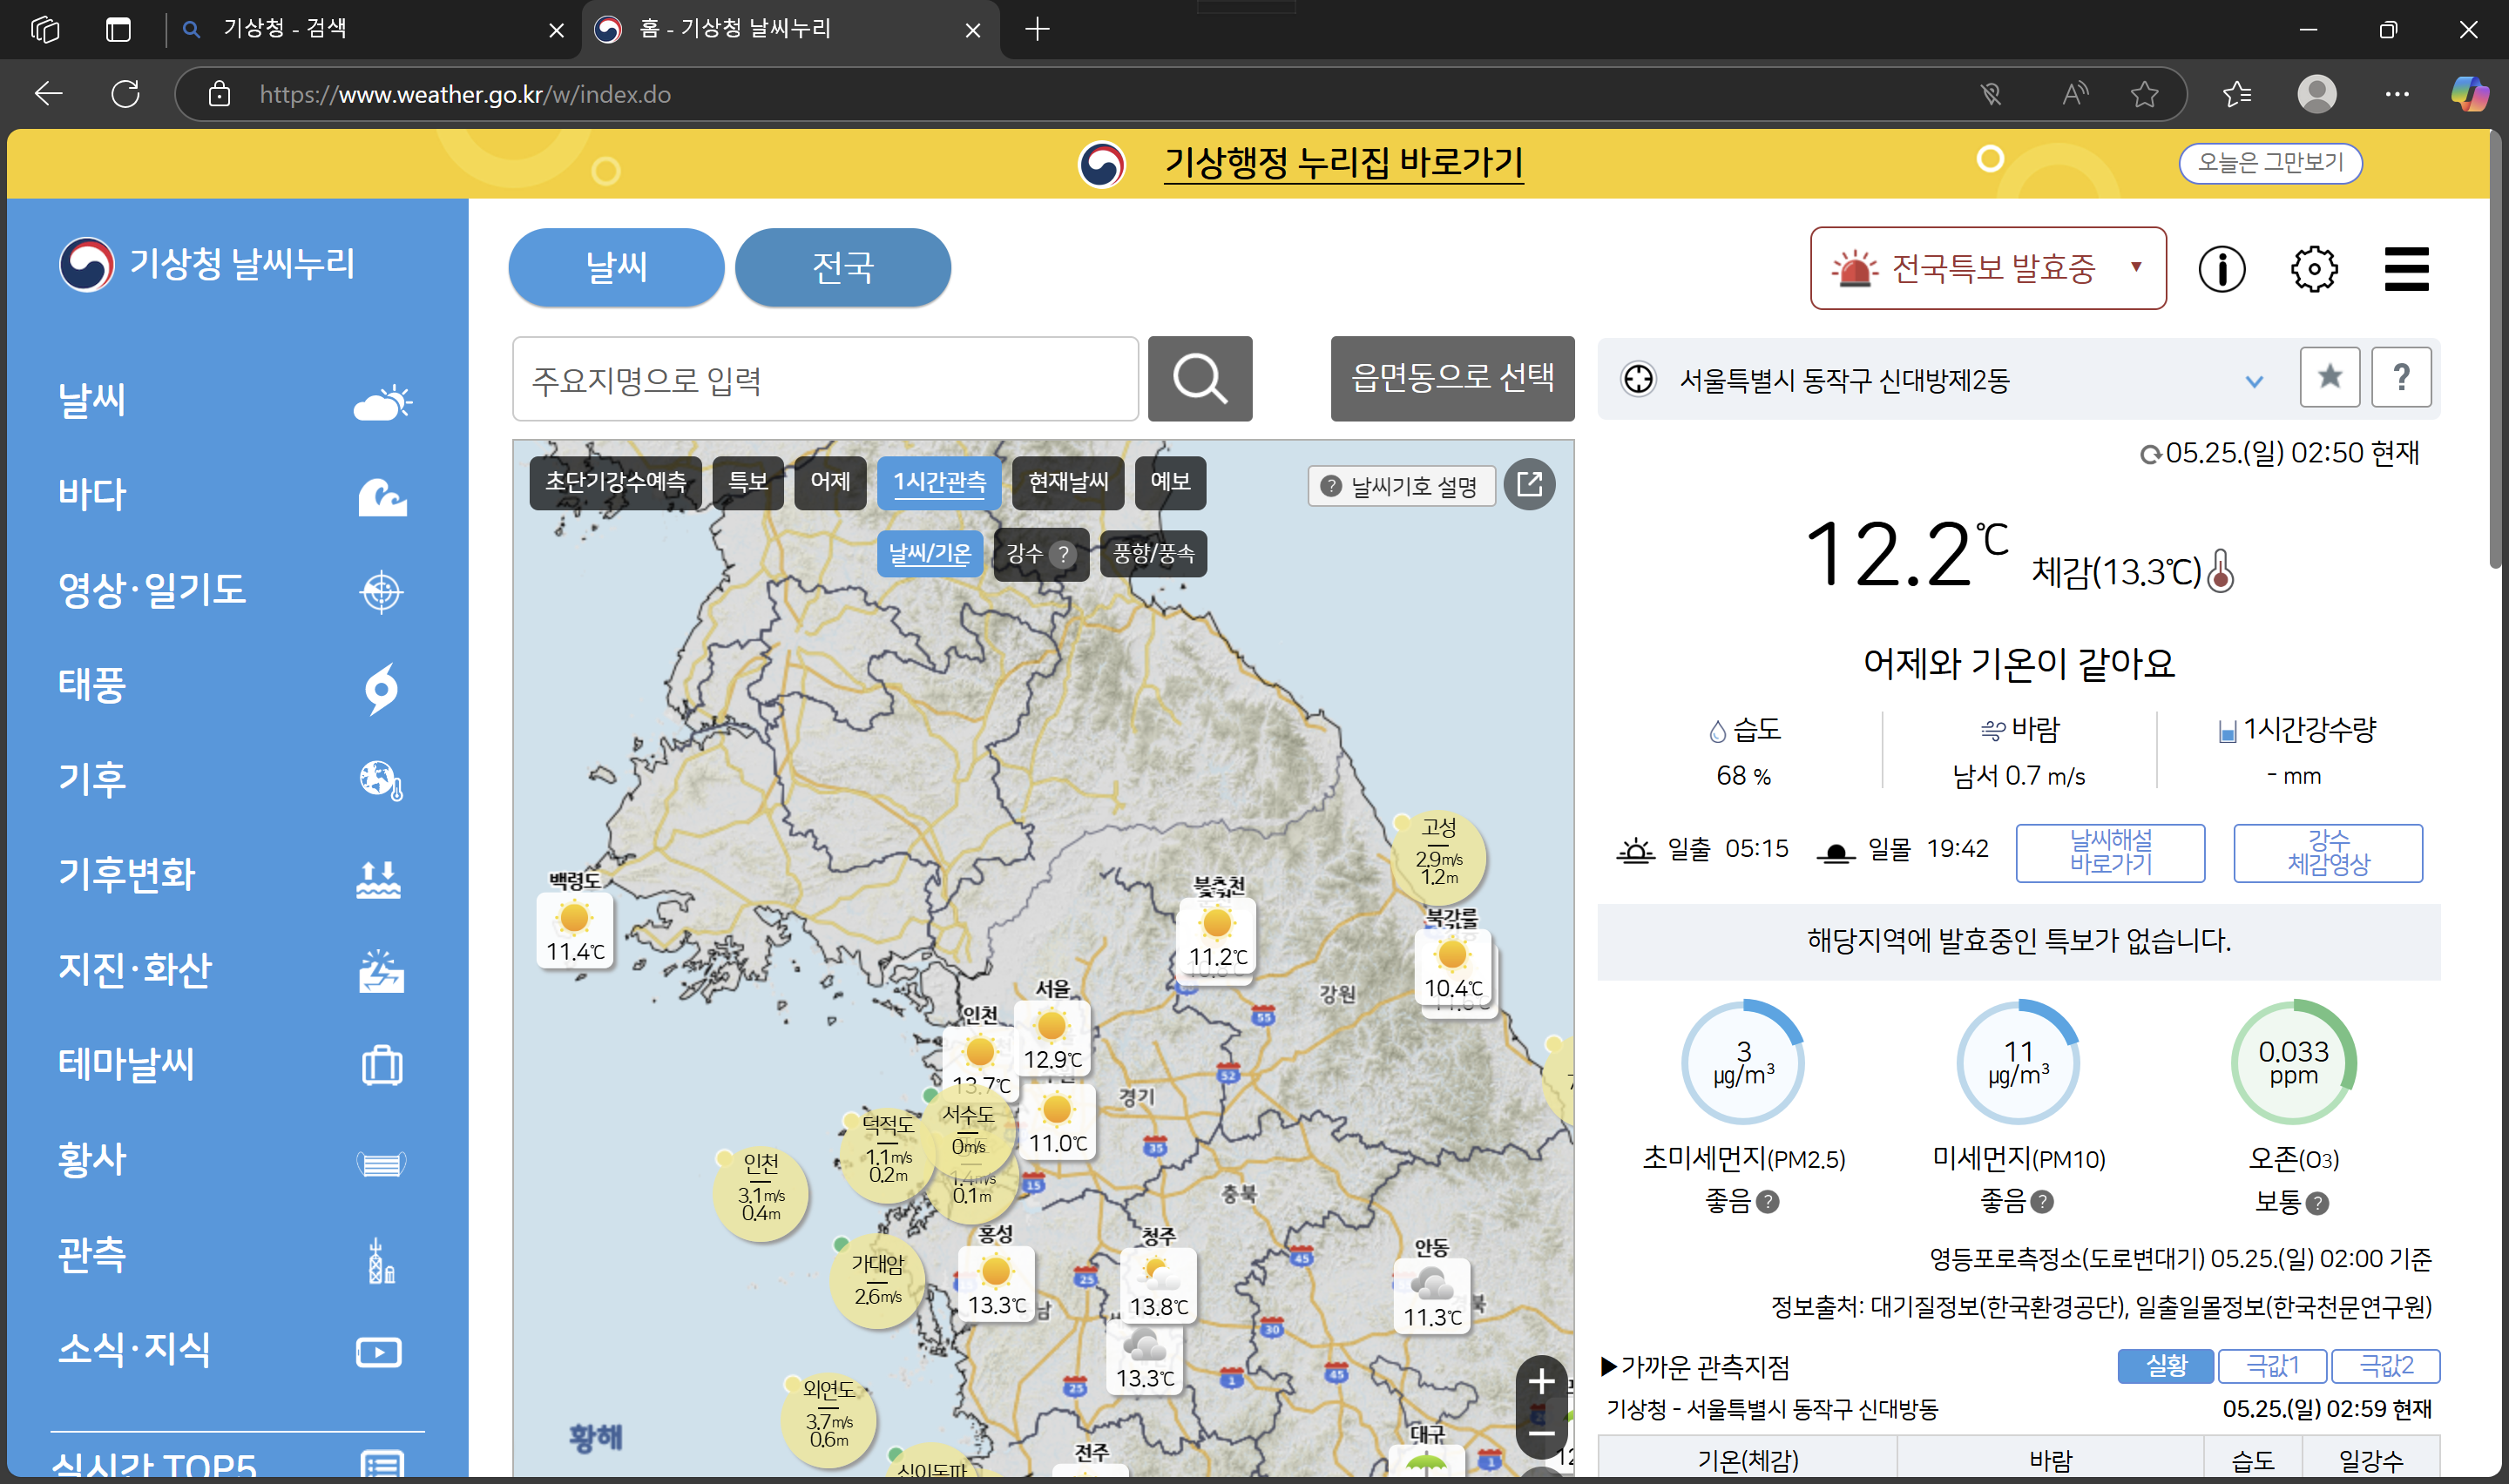 기상청 - 검색
홈 - 기상청 날씨누리
https://www.weather.go.kr/w/index.do
기상행정 누리집 바로가기
오늘은 그만보기
기상청 날씨누리
날씨
바다
영상·일기도
태풍
기후
기후변화
지진·화산
테마날씨
황사
관측
소식·지식
실시간 TOP5
날씨
전국
전국특보 발효중
주요지명으로 입력
읍면동으로 선택
초단기강수예측
특보
어제
1시간관측
현재날씨
예보
날씨기호 설명
날씨/기온
강수 ?
풍향/풍속
백령도
11.4℃
고성
2.9m/s
1.2m
북춘천
11.2℃
북강릉
10.4℃
강원
서울
12.9℃
인천
13.7℃
11.0℃
경기
서수도
0m/s
1.4m/s
0.1m
덕적도
1.1m/s
0.2m
인천
3.1m/s
0.4m
가대암
2.6m/s
홍성
13.3℃
청주
13.8℃
13.3℃
충북
안동
11.3℃
외연도
3.7m/s
0.6m
황해
전주
대구
55
52
35
15
45
25
30
25
1
45
1
서울특별시 동작구 신대방제2동
?
05.25.(일) 02:50 현재
12.2℃ 체감(13.3℃)
어제와 기온이 같아요
습도
68 %
바람
남서 0.7 m/s
1시간강수량
- mm
일출 05:15
일몰 19:42
날씨해설
바로가기
강수
체감영상
해당지역에 발효중인 특보가 없습니다.
3
µg/m³
초미세먼지(PM2.5)
좋음 ?
11
µg/m³
미세먼지(PM10)
좋음 ?
0.033
ppm
오존(O3)
보통 ?
영등포로측정소(도로변대기) 05.25.(일) 02:00 기준
정보출처: 대기질정보(한국환경공단), 일출일몰정보(한국천문연구원)
▶가까운 관측지점
실황
극값1
극값2
기상청 - 서울특별시 동작구 신대방동
05.25.(일) 02:59 현재
기온(체감)
바람
습도
일강수